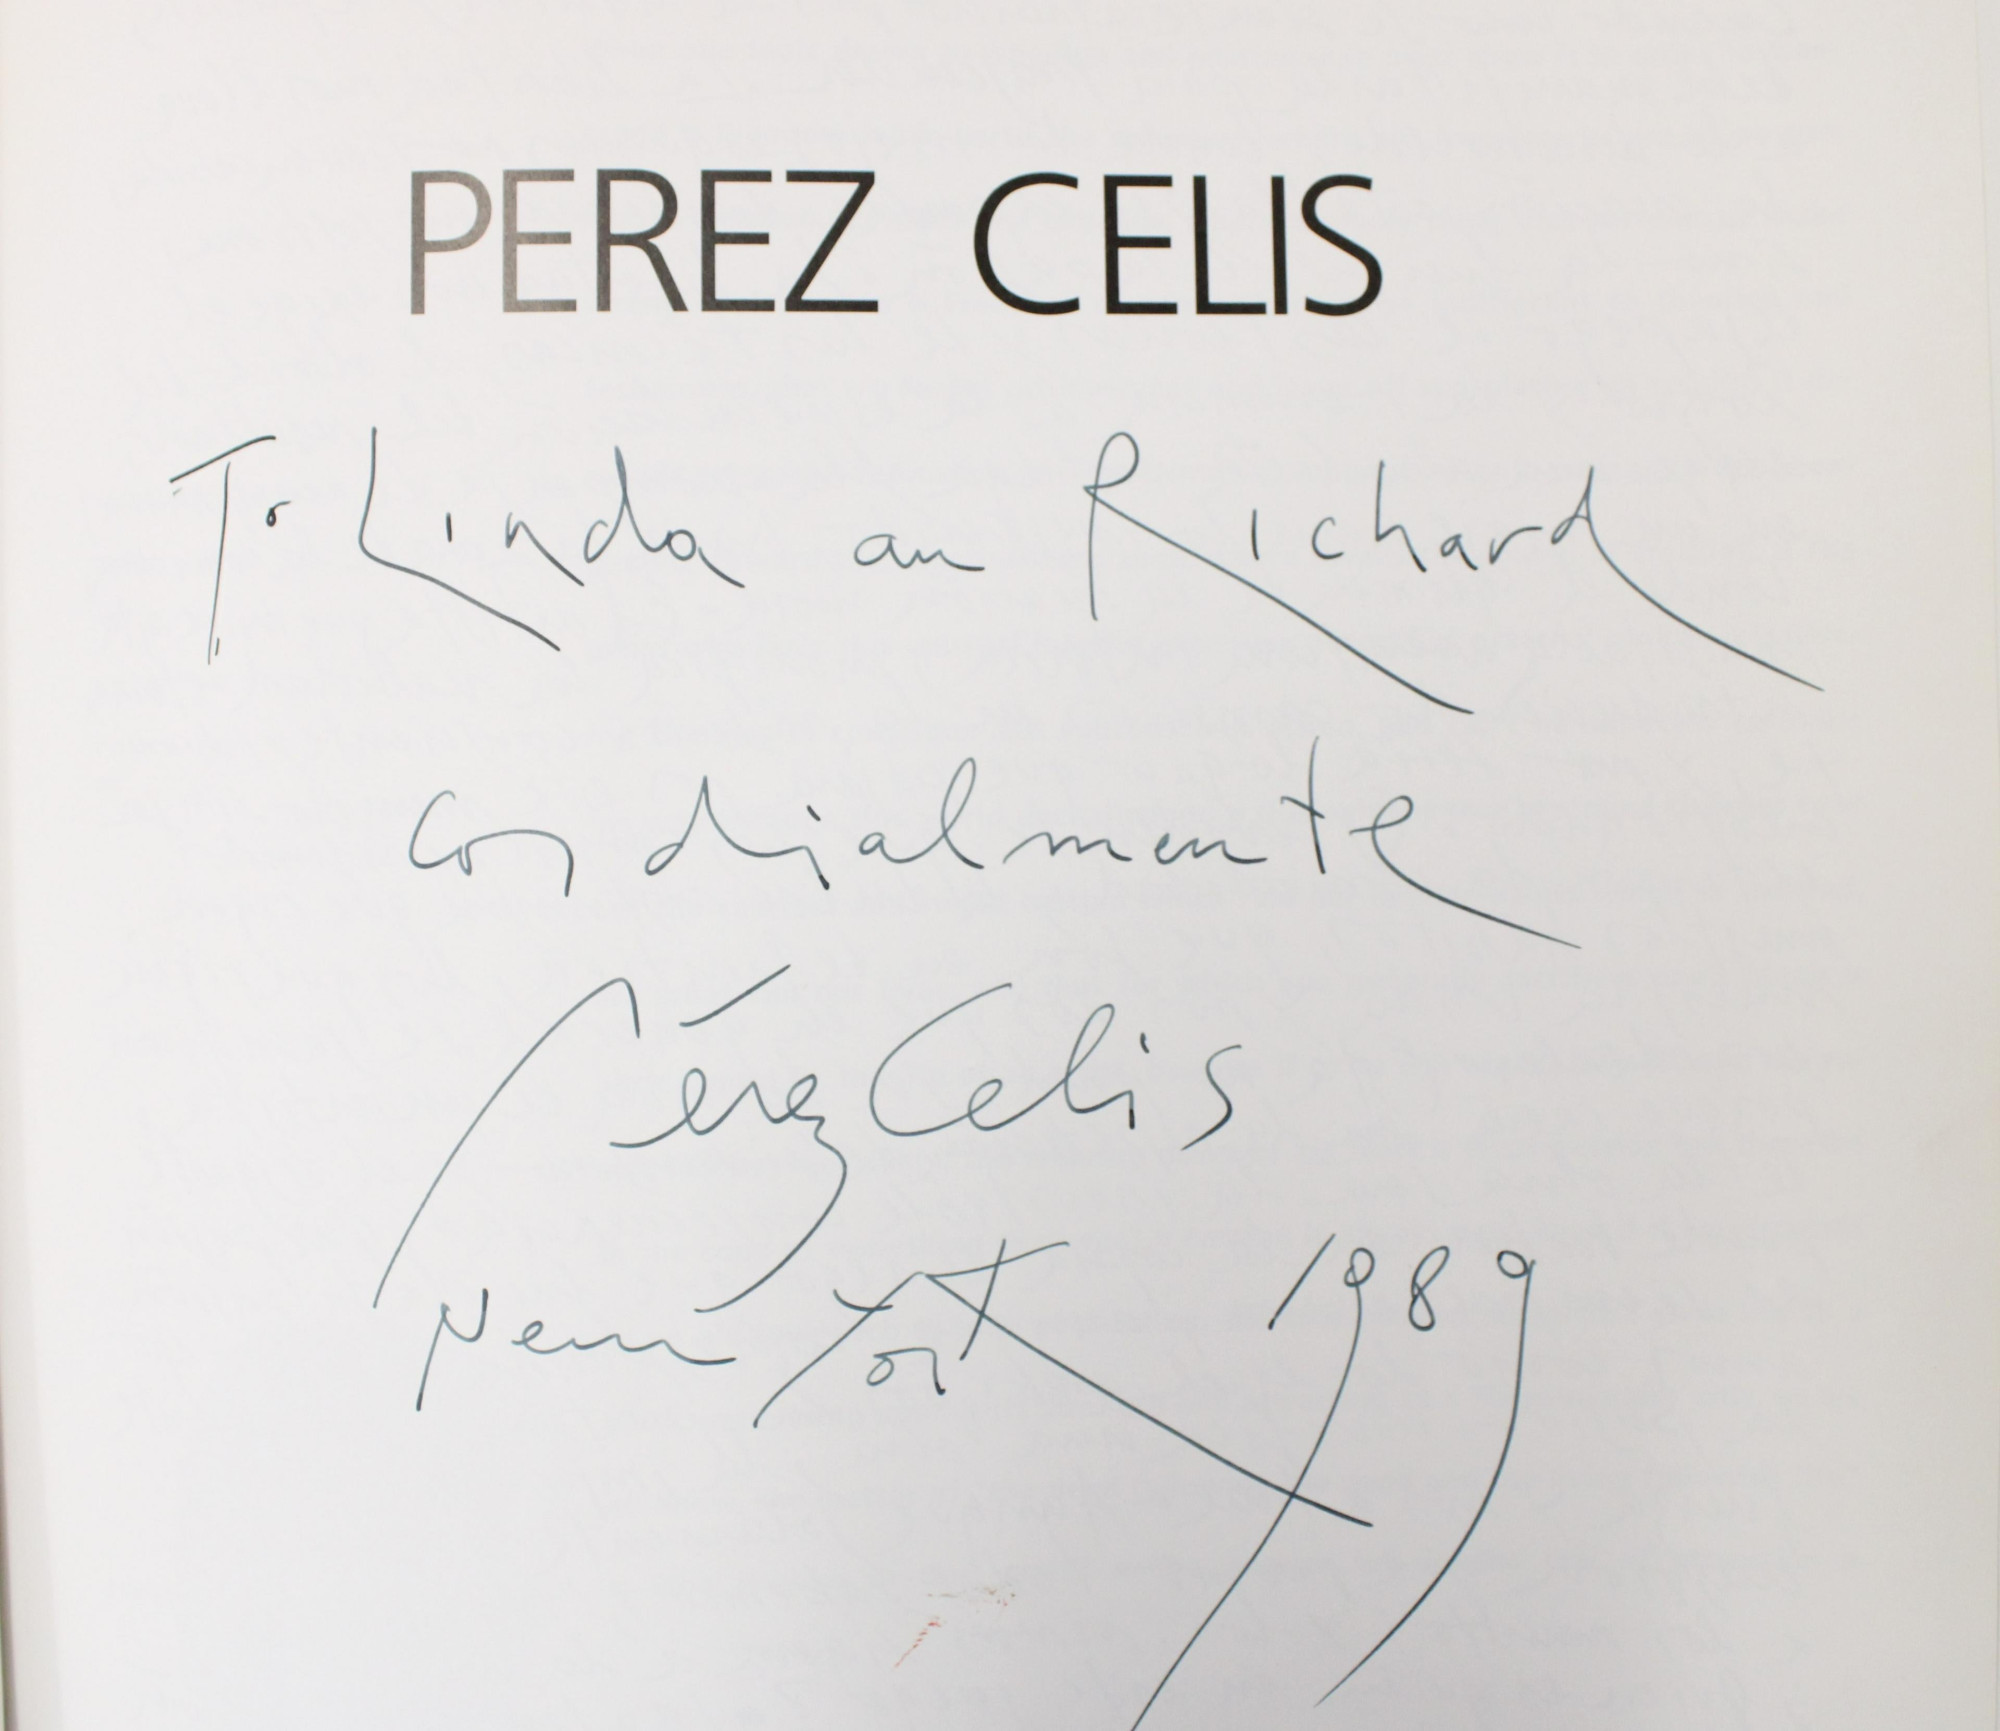 PEREZ CELIS
To Linda an Richard
cordialmente
Pérez Celis
New York 1989